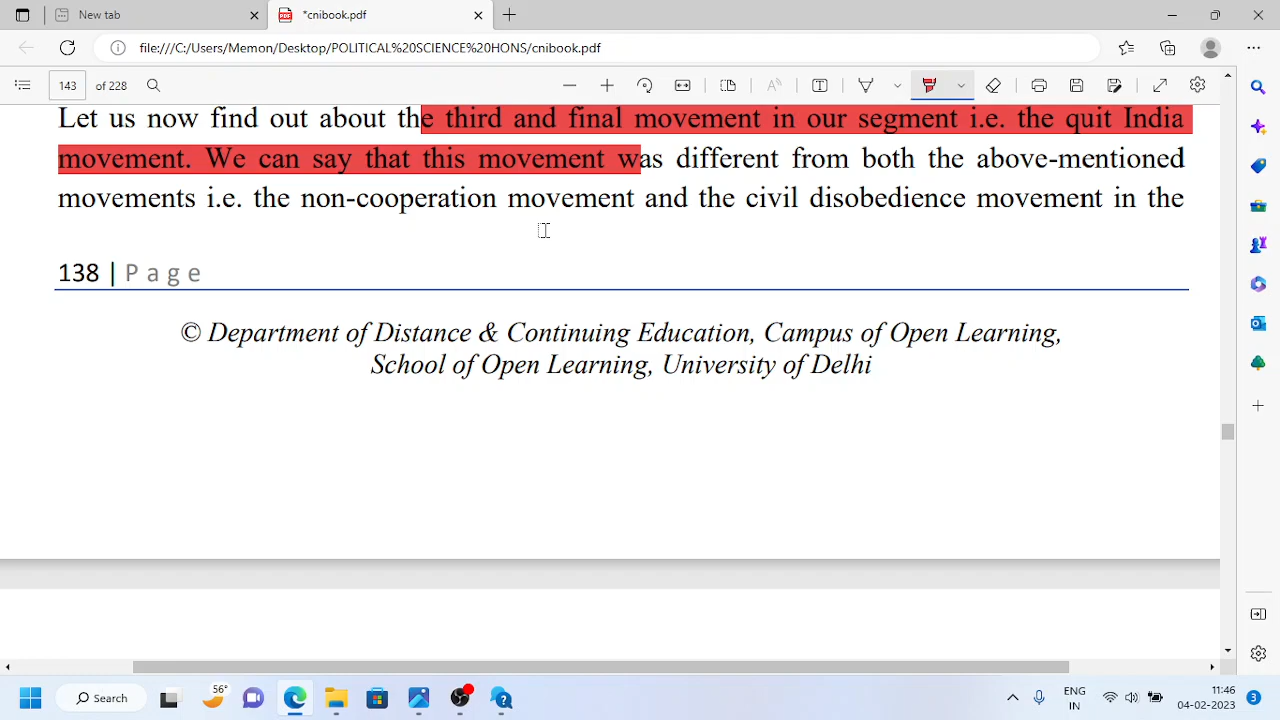 New tab
*cnibook.pdf
file:///C:/Users/Memon/Desktop/POLITICAL%20SCIENCE%20HONS/cnibook.pdf
143 of 228
Let us now find out about the third and final movement in our segment i.e. the quit India
movement. We can say that this movement was different from both the above-mentioned
movements i.e. the non-cooperation movement and the civil disobedience movement in the
138 | P a g e
© Department of Distance & Continuing Education, Campus of Open Learning,
School of Open Learning, University of Delhi
Search
56°
ENG
IN
11:46
04-02-2023
3